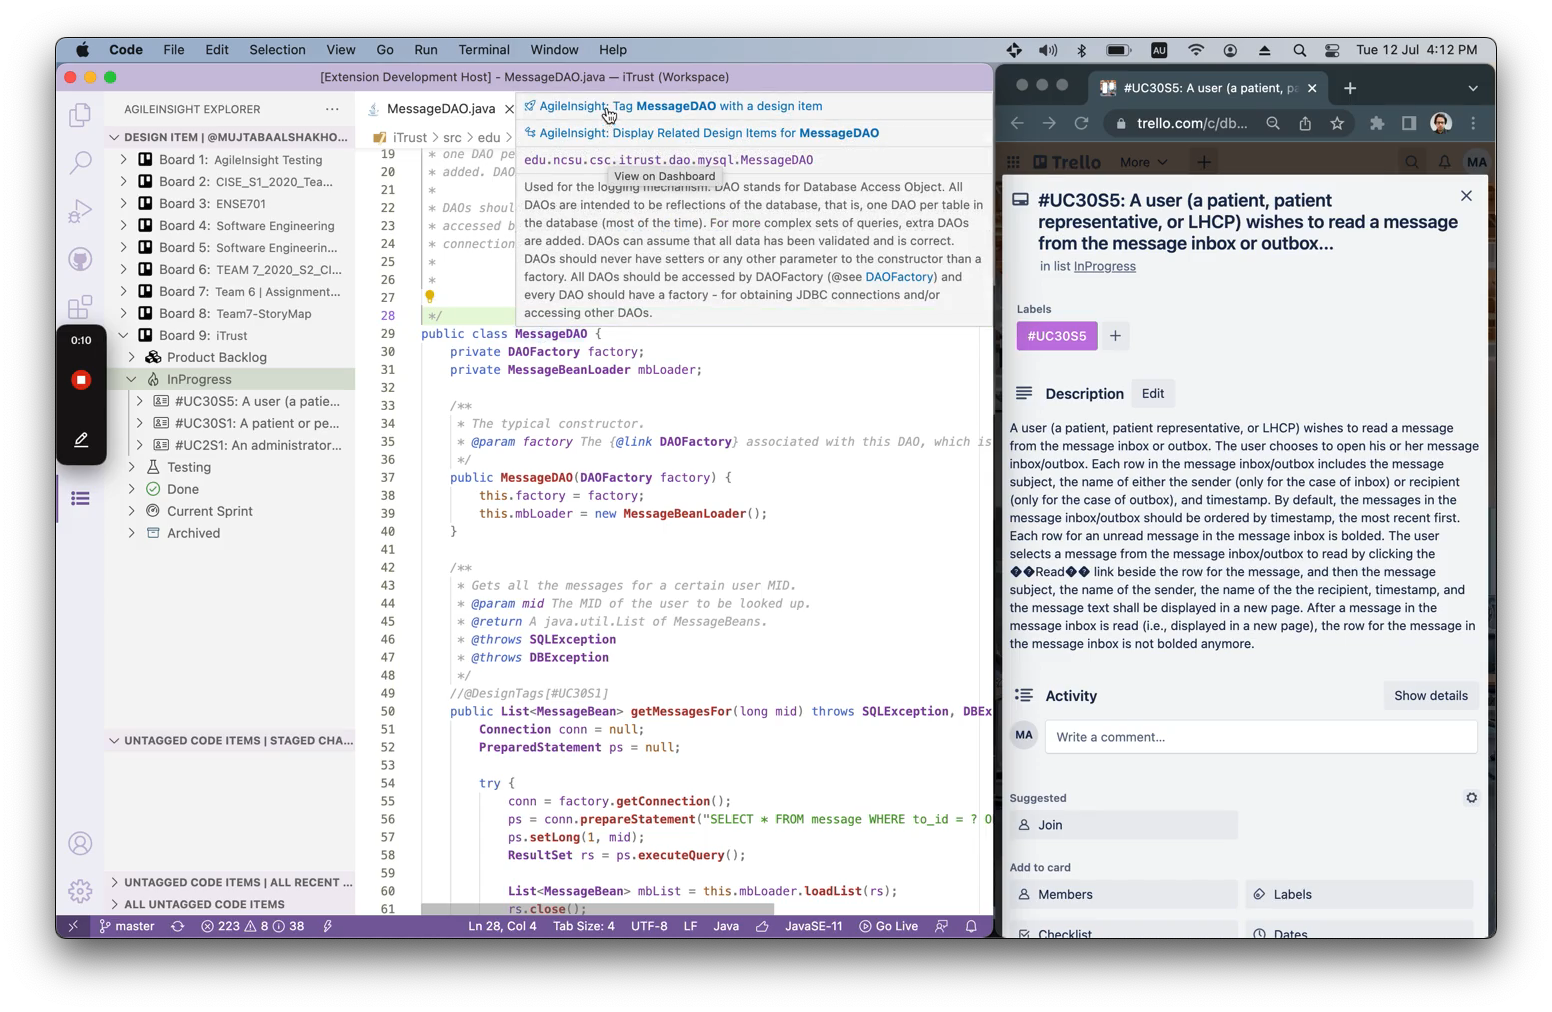 Code File Edit Selection View Go Run Terminal Window Help
AU
Tue 12 Jul 4:12 PM
[Extension Development Host] - MessageDAO.java — iTrust (Workspace)
AGILEINSIGHT EXPLORER
DESIGN ITEM | @MUJTABAALSHAKHO...
Board 1: AgileInsight Testing
Board 2: CISE_S1_2020_Tea...
Board 3: ENSE701
Board 4: Software Engineering
Board 5: Software Engineerin...
Board 6: TEAM 7_2020_S2_CI...
Board 7: Team 6 | Assignment...
Board 8: Team7-StoryMap
Board 9: iTrust
Product Backlog
InProgress
#UC30S5: A user (a patie...
#UC30S1: A patient or pe...
#UC2S1: An administrator...
Testing
Done
Current Sprint
Archived
0:10
UNTAGGED CODE ITEMS | STAGED CHA...
UNTAGGED CODE ITEMS | ALL RECENT ...
ALL UNTAGGED CODE ITEMS
MessageDAO.java
iTrust > src > edu >
AgileInsight: Tag MessageDAO with a design item
AgileInsight: Display Related Design Items for MessageDAO
edu.ncsu.csc.itrust.dao.mysql.MessageDAO
View on Dashboard
Used for the logging mechanism. DAO stands for Database Access Object. All
DAOs are intended to be reflections of the database, that is, one DAO per table in
the database (most of the time). For more complex sets of queries, extra DAOs
are added. DAOs can assume that all data has been validated and is correct.
DAOs should never have setters or any other parameter to the constructor than a
factory. All DAOs should be accessed by DAOFactory (@see DAOFactory) and
every DAO should have a factory - for obtaining JDBC connections and/or
accessing other DAOs.
19 * one DAO pe
20 * added. DAO
21 *
22 * DAOs shoul
23 * accessed b
24 * connection
25 *
26 *
27
28 */
29 public class MessageDAO {
30 private DAOFactory factory;
31 private MessageBeanLoader mbLoader;
32
33 /**
34 * The typical constructor.
35 * @param factory The {@link DAOFactory} associated with this DAO, which is
36 */
37 public MessageDAO(DAOFactory factory) {
38 this.factory = factory;
39 this.mbLoader = new MessageBeanLoader();
40 }
41
42 /**
43 * Gets all the messages for a certain user MID.
44 * @param mid The MID of the user to be looked up.
45 * @return A java.util.List of MessageBeans.
46 * @throws SQLException
47 * @throws DBException
48 */
49 //@DesignTags[#UC30S1]
50 public List<MessageBean> getMessagesFor(long mid) throws SQLException, DBEx
51 Connection conn = null;
52 PreparedStatement ps = null;
53
54 try {
55 conn = factory.getConnection();
56 ps = conn.prepareStatement("SELECT * FROM message WHERE to_id = ? O
57 ps.setLong(1, mid);
58 ResultSet rs = ps.executeQuery();
59
60 List<MessageBean> mbList = this.mbLoader.loadList(rs);
61 rs.close();
master 223 8 38 Ln 28, Col 4 Tab Size: 4 UTF-8 LF Java JavaSE-11 Go Live
#UC30S5: A user (a patient, pa
trello.com/c/db...
Trello More MA
#UC30S5: A user (a patient, patient
representative, or LHCP) wishes to read a message
from the message inbox or outbox...
in list InProgress
Labels
#UC30S5 +
Description Edit
A user (a patient, patient representative, or LHCP) wishes to read a message
from the message inbox or outbox. The user chooses to open his or her message
inbox/outbox. Each row in the message inbox/outbox includes the message
subject, the name of either the sender (only for the case of inbox) or recipient
(only for the case of outbox), and timestamp. By default, the messages in the
message inbox/outbox should be ordered by timestamp, the most recent first.
Each row for an unread message in the message inbox is bolded. The user
selects a message from the message inbox/outbox to read by clicking the
��Read�� link beside the row for the message, and then the message
subject, the name of the sender, the name of the the recipient, timestamp, and
the message text shall be displayed in a new page. After a message in the
message inbox is read (i.e., displayed in a new page), the row for the message in
the message inbox is not bolded anymore.
Activity Show details
MA Write a comment...
Suggested
Join
Add to card
Members Labels
Checklist Dates